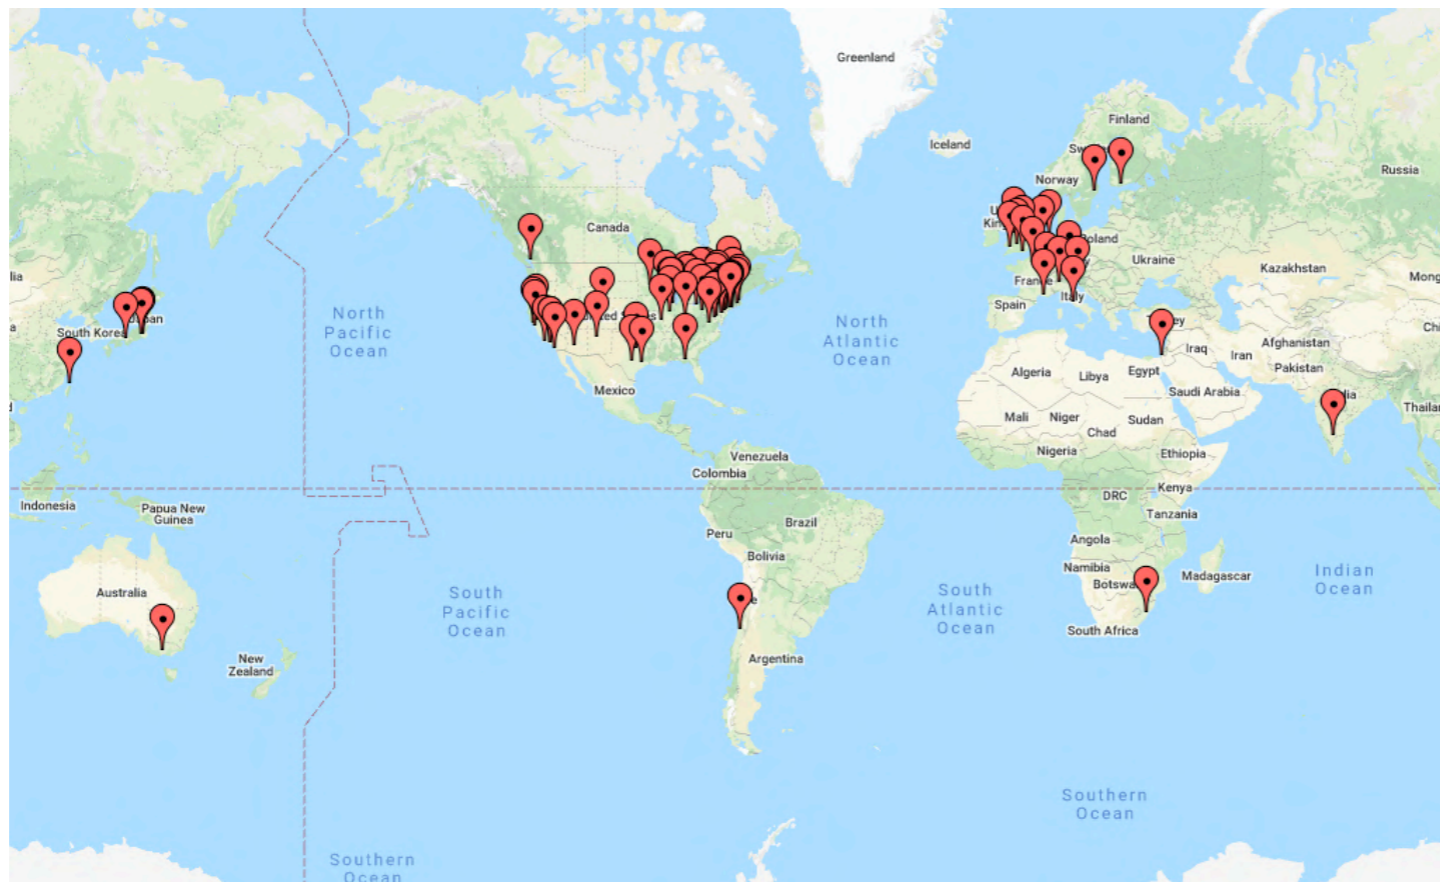 Greenland
Finland
Iceland
Russia
Norway
Canada
Poland
Ukraine
Kazakhstan
North
Pacific
Ocean
North
Atlantic
Ocean
Spain
Italy
South Korea
Iraq
Iran
Afghanistan
Pakistan
Algeria
Libya
Egypt
Saudi Arabia
Mexico
Mali
Niger
Chad
Sudan
Nigeria
Ethiopia
Venezuela
Colombia
DRC
Kenya
Tanzania
Indonesia
Papua New
Guinea
Peru
Brazil
Bolivia
Angola
Namibia
Madagascar
Indian
Ocean
Australia
South
Pacific
Ocean
South
Atlantic
Ocean
South Africa
New
Zealand
Argentina
Southern
Ocean
Southern
Ocean